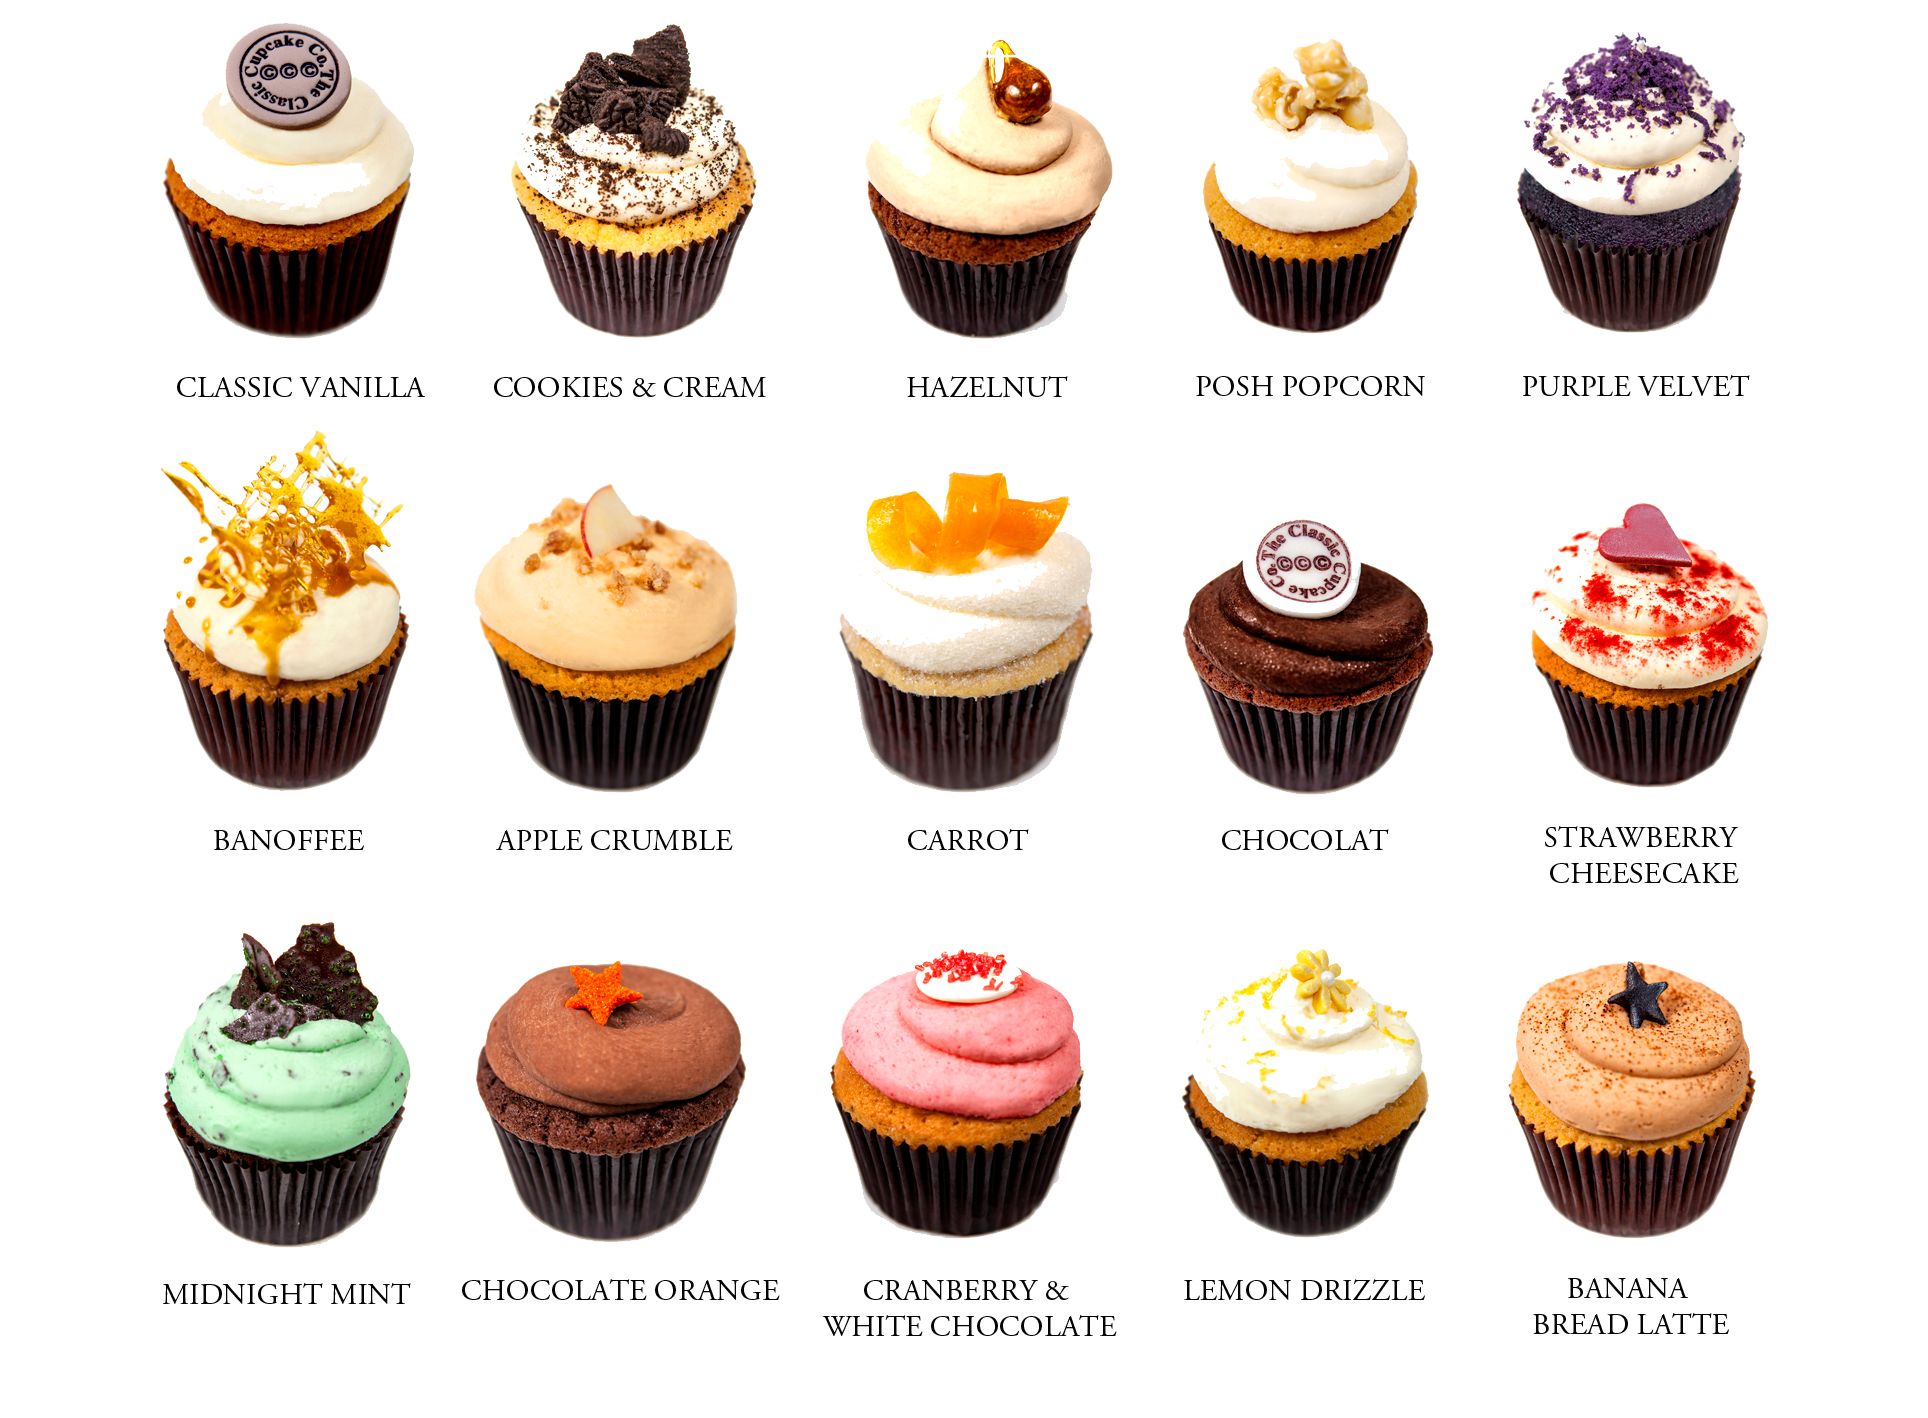 The Classic Cupcake Co.
©©©
CLASSIC VANILLA
COOKIES & CREAM
HAZELNUT
POSH POPCORN
PURPLE VELVET
The Classic Cupcake Co.
©©©
BANOFFEE
APPLE CRUMBLE
CARROT
CHOCOLAT
STRAWBERRY
CHEESECAKE
MIDNIGHT MINT
CHOCOLATE ORANGE
CRANBERRY &
WHITE CHOCOLATE
LEMON DRIZZLE
BANANA
BREAD LATTE